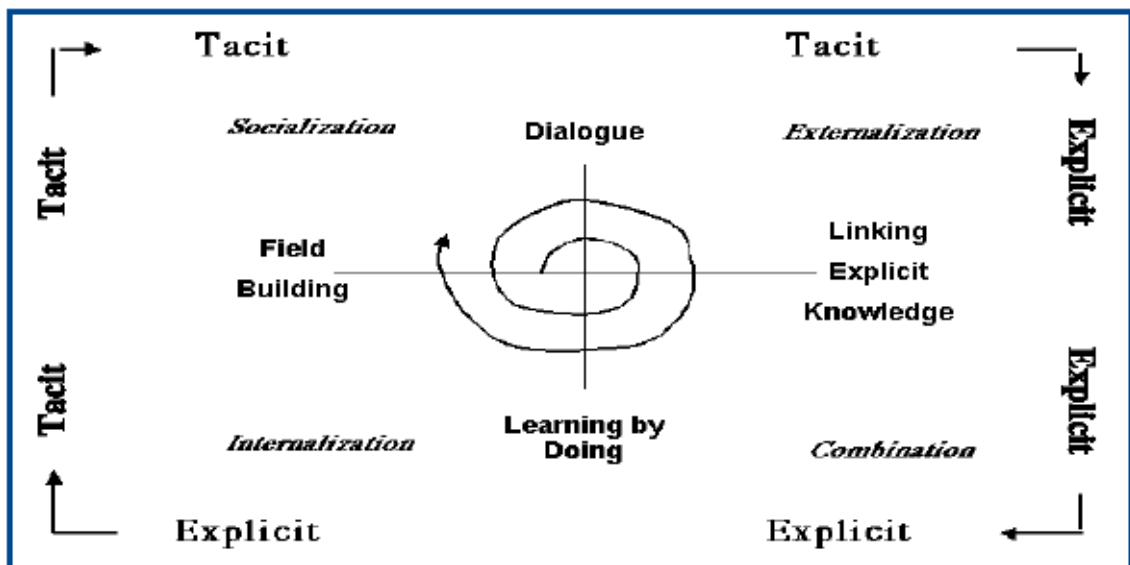 Tacit
Tacit
Socialization
Dialogue
Externalization
Tacit
Explicit
Field
Building
Linking
Explicit
Knowledge
Tacit
Explicit
Internalization
Learning by
Doing
Combination
Explicit
Explicit